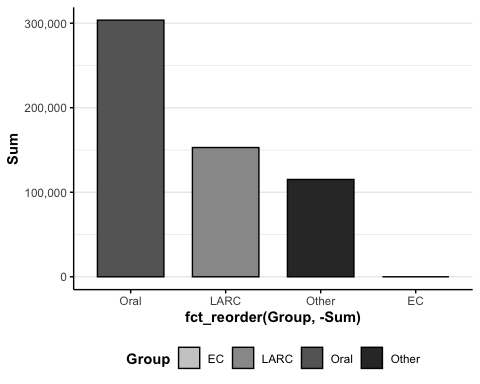 300,000
200,000
100,000
0
Sum
Oral LARC Other EC
fct_reorder(Group, -Sum)
Group EC LARC Oral Other